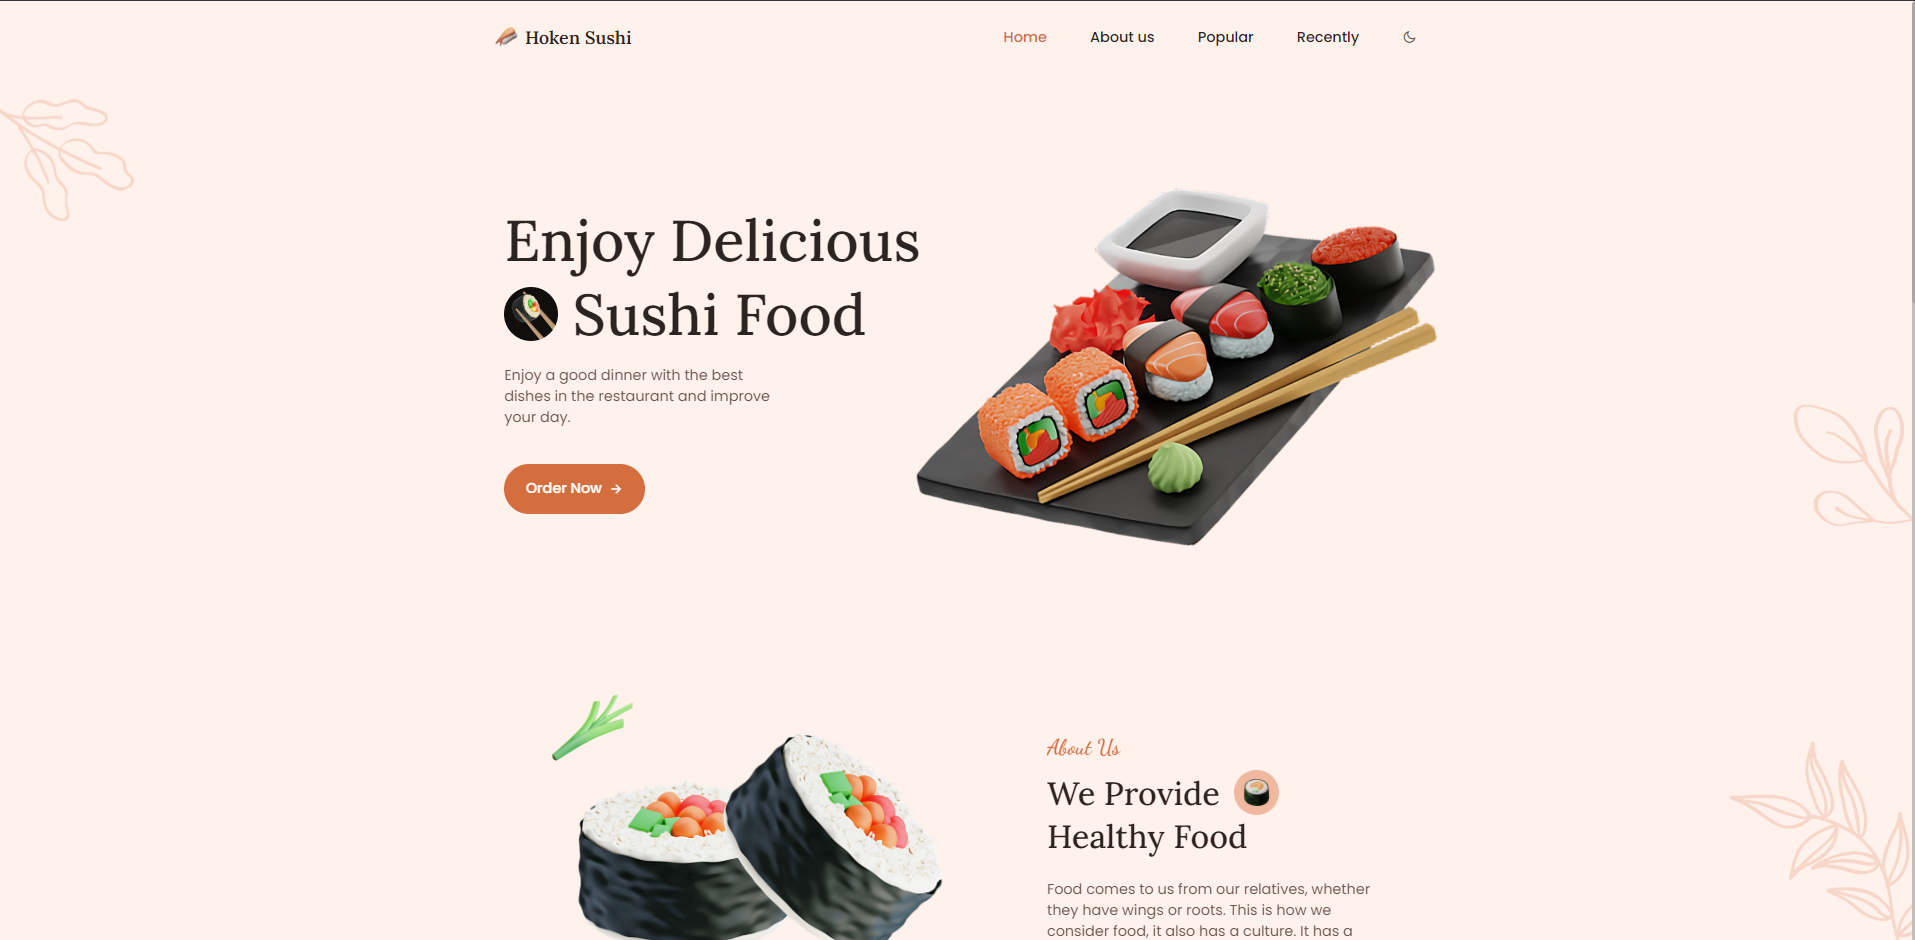 Hoken Sushi
Home
About us
Popular
Recently
Enjoy Delicious
Sushi Food
Enjoy a good dinner with the best
dishes in the restaurant and improve
your day.
Order Now
About Us
We Provide
Healthy Food
Food comes to us from our relatives, whether
they have wings or roots. This is how we
consider food, it also has a culture. It has a